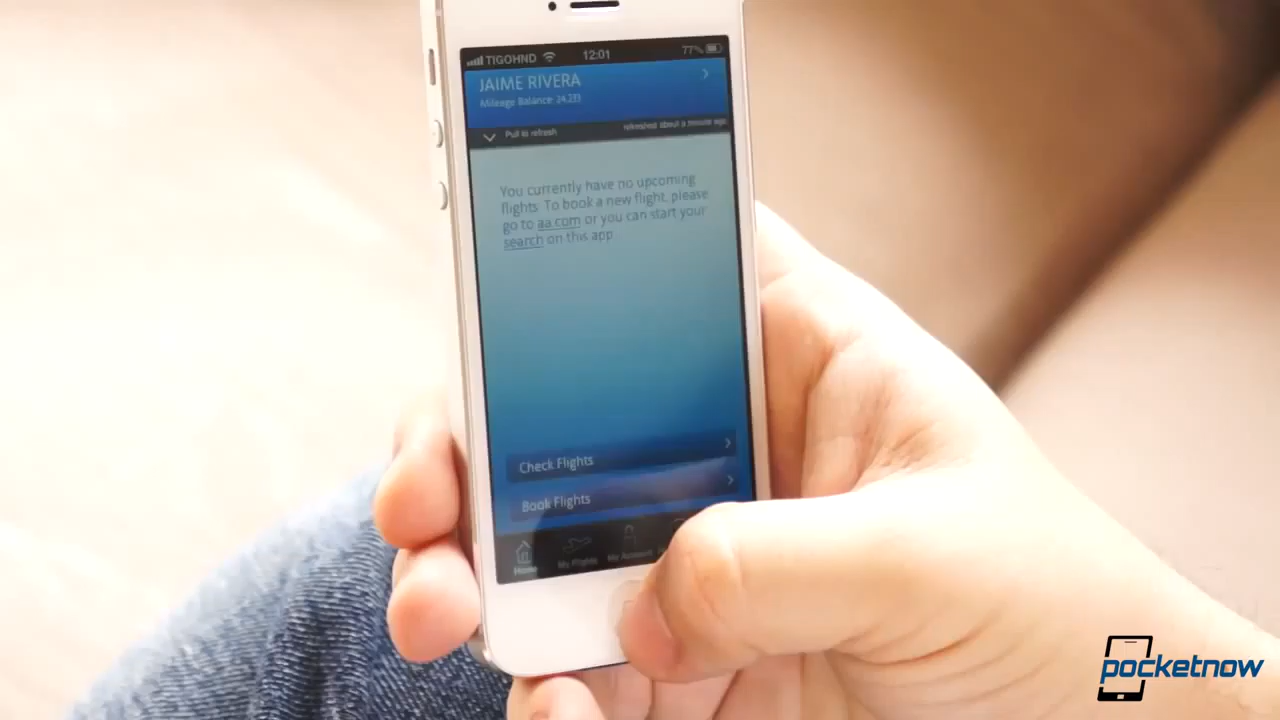 TIGOHND 12:01 77%
JAIME RIVERA
Mileage Balance: 24,233
Pull to refresh refreshed about a minute ago
You currently have no upcoming
flights. To book a new flight, please
go to aa.com or you can start your
search on this app.
Check Flights
Book Flights
Home My Flights My Account
pocketnow